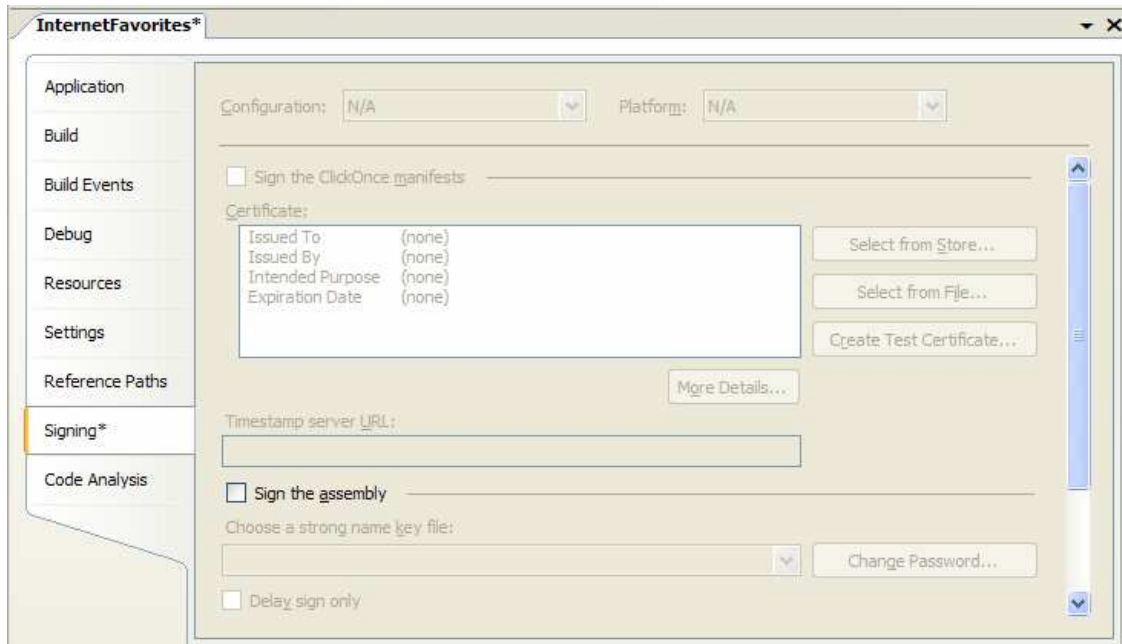 InternetFavorites*
Application
Build
Build Events
Debug
Resources
Settings
Reference Paths
Signing*
Code Analysis
Configuration: N/A Platform: N/A
Sign the ClickOnce manifests
Certificate:
Issued To (none)
Issued By (none)
Intended Purpose (none)
Expiration Date (none)
Select from Store...
Select from File...
Create Test Certificate...
More Details...
Timestamp server URL:
Sign the assembly
Choose a strong name key file:
Change Password...
Delay sign only